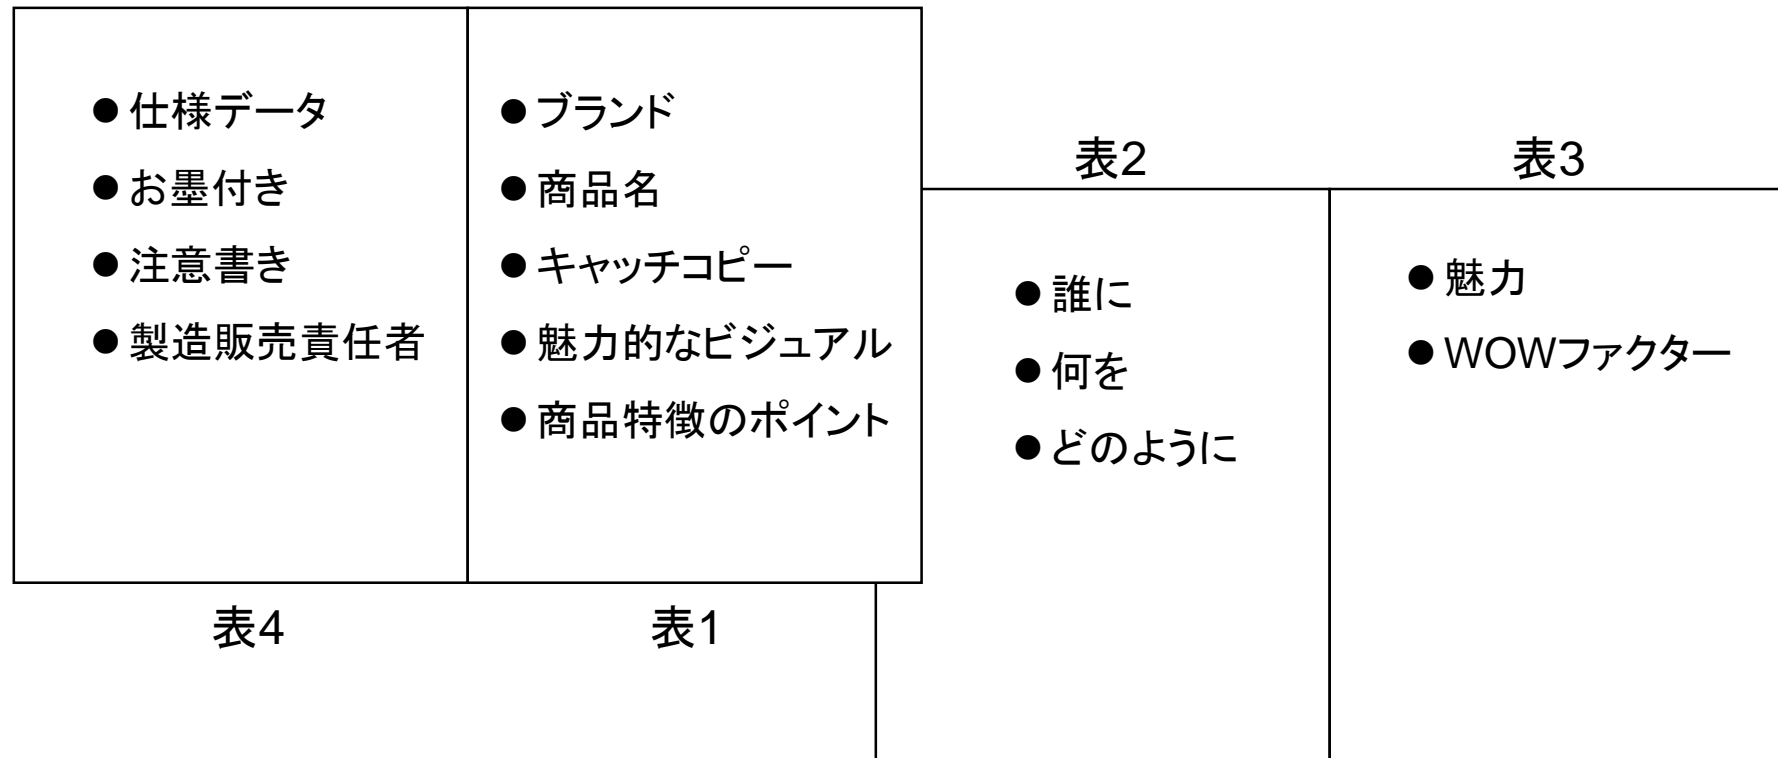 ● 仕様データ
● お墨付き
● 注意書き
● 製造販売責任者
表4
● ブランド
● 商品名
● キャッチコピー
● 魅力的なビジュアル
● 商品特徴のポイント
表1
表2
● 誰に
● 何を
● どのように
表3
● 魅力
● WOWファクター